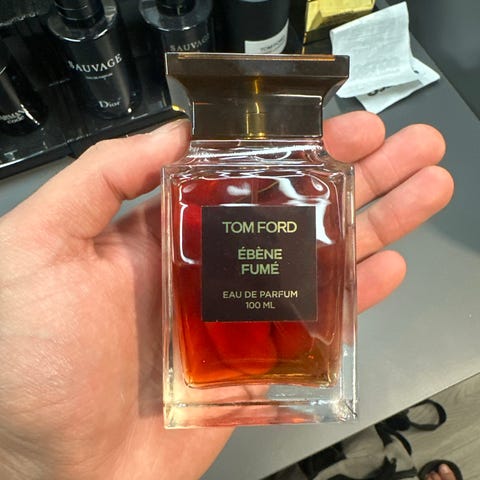 SAUVAGE
Dior
SAUVAGE
TOM FORD
ÉBÈNE
FUMÉ
EAU DE PARFUM
100 ML